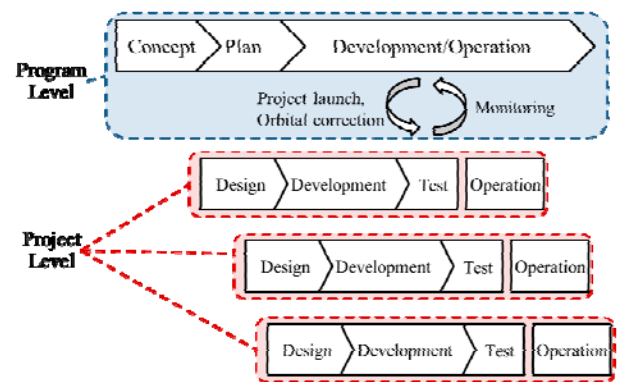 Concept
Plan
Development/Operation
Program
Level
Project launch,
Orbital correction
Monitoring
Design
Development
Test
Operation
Project
Level
Design
Development
Test
Operation
Design
Development
Test
Operation